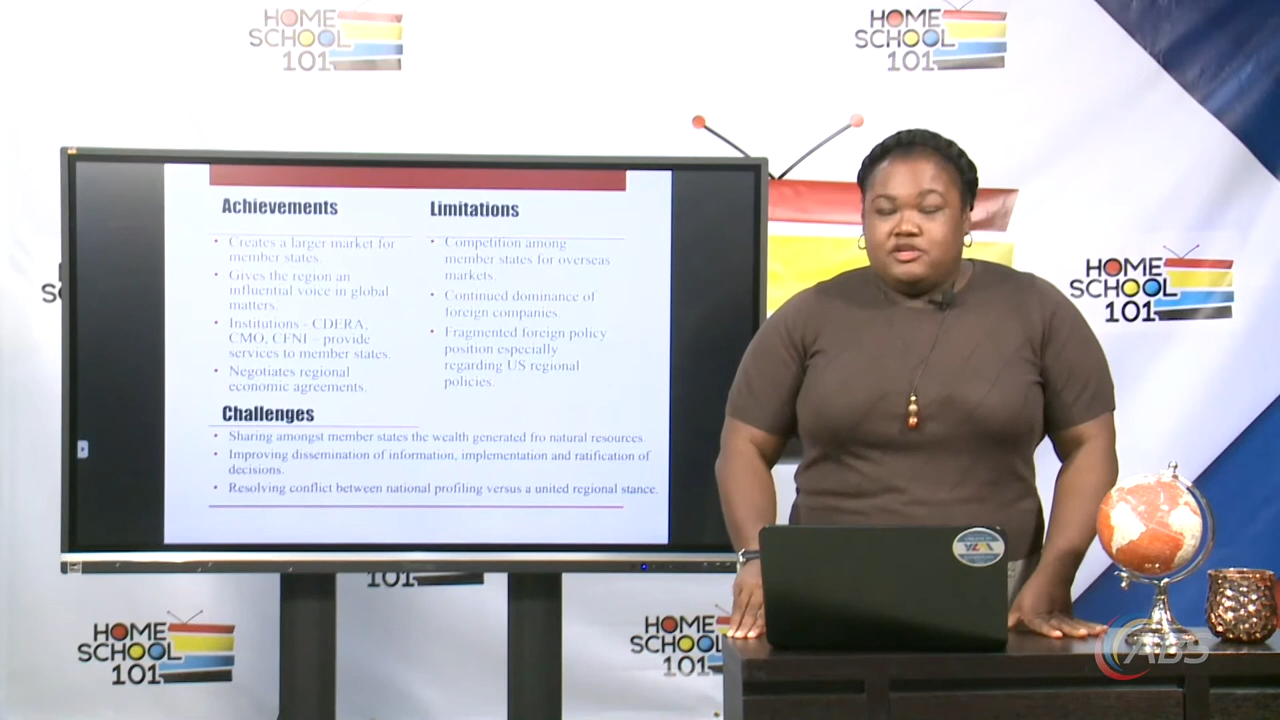 HOME
SCHOOL
101
HOME
SCHOOL
101
Achievements
Creates a larger market for
member states.
Gives the region an
influential voice in global
matters.
Institutions - CDERA,
CMO, CFNI – provide
services to member states.
Negotiates regional
economic agreements.
Limitations
Competition among
member states for overseas
markets.
Continued dominance of
foreign companies.
Fragmented foreign policy
position especially
regarding US regional
policies.
Challenges
Sharing amongst member states the wealth generated fro natural resources.
Improving dissemination of information, implementation and ratification of
decisions.
Resolving conflict between national profiling versus a united regional stance.
HOME
SCHOOL
101
101
HOME
SCHOOL
101
HOME
SCHOOL
101
ABS